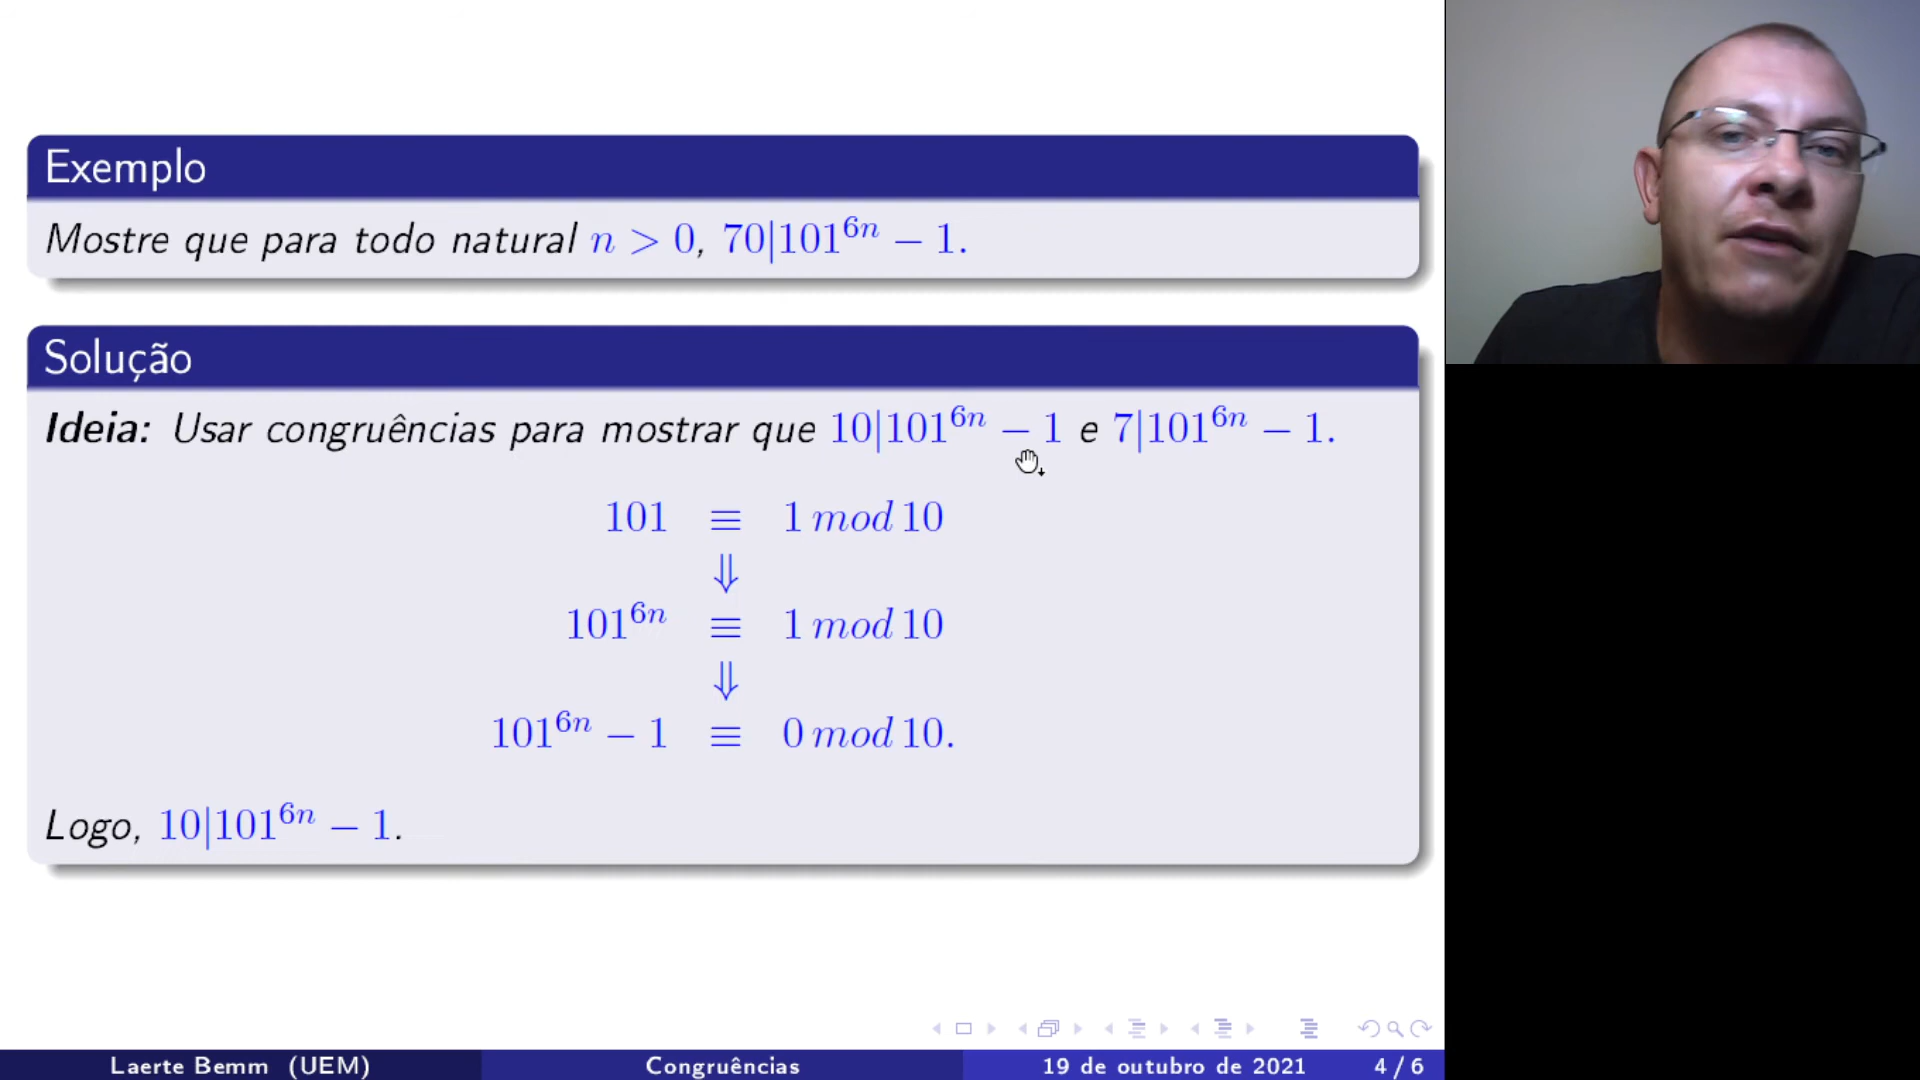 Exemplo
Mostre que para todo natural n > 0, 70|101^{6n} − 1.
Solução
Ideia: Usar congruências para mostrar que 10|101^{6n} − 1 e 7|101^{6n} − 1.
101 ≡ 1 mod 10
⇓
101^{6n} ≡ 1 mod 10
⇓
101^{6n} − 1 ≡ 0 mod 10.
Logo, 10|101^{6n} − 1.
Laerte Bemm (UEM) Congruências 19 de outubro de 2021 4 / 6